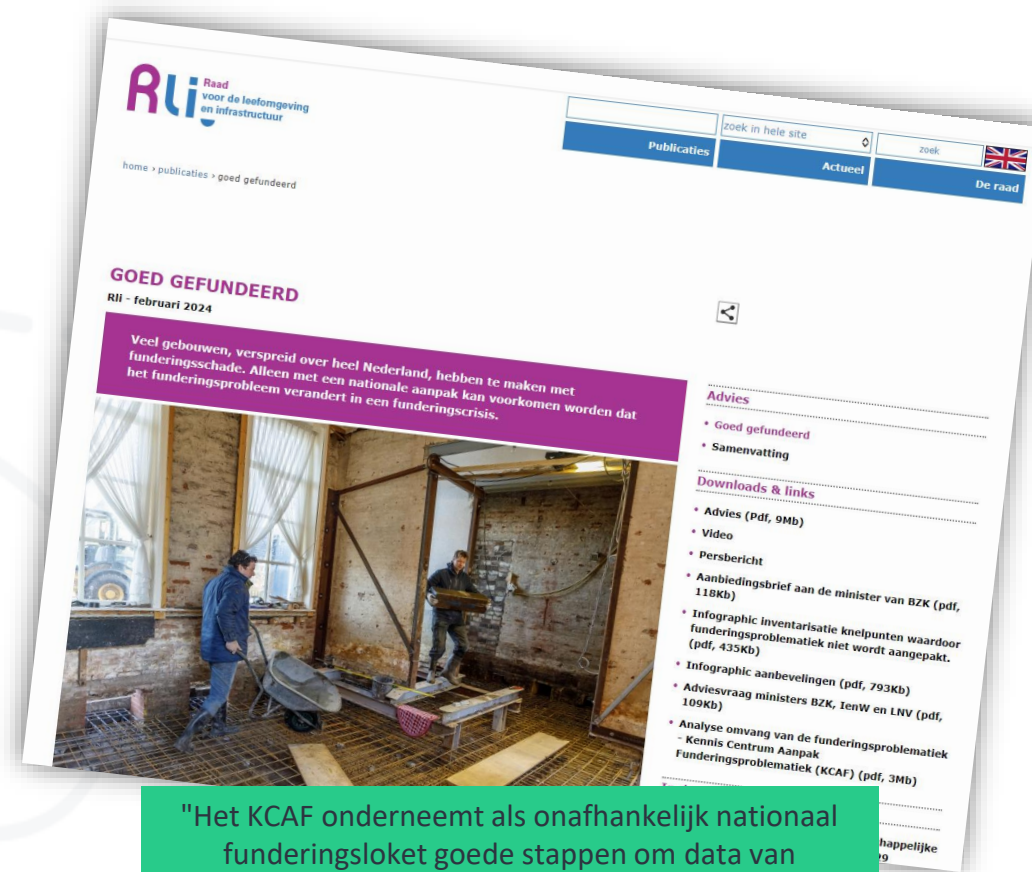 Rli Raad
voor de leefomgeving
en infrastructuur
zoek in hele site
zoek
Publicaties
Actueel
De raad
home › publicaties › goed gefundeerd
GOED GEFUNDEERD
Rli - februari 2024
Veel gebouwen, verspreid over heel Nederland, hebben te maken met
funderingsschade. Alleen met een nationale aanpak kan voorkomen worden dat
het funderingsprobleem verandert in een funderingscrisis.
Advies
• Goed gefundeerd
• Samenvatting
Downloads & links
• Advies (Pdf, 9Mb)
• Video
• Persbericht
• Aanbiedingsbrief aan de minister van BZK (pdf,
118Kb)
• Infographic inventarisatie knelpunten waardoor
funderingsproblematiek niet wordt aangepakt.
(pdf, 435Kb)
• Infographic aanbevelingen (pdf, 793Kb)
• Adviesvraag ministers BZK, IenW en LNV (pdf,
109Kb)
• Analyse omvang van de funderingsproblematiek
- Kennis Centrum Aanpak
Funderingsproblematiek (KCAF) (pdf, 3Mb)
happelijke
"Het KCAF onderneemt als onafhankelijk nationaal
funderingsloket goede stappen om data van